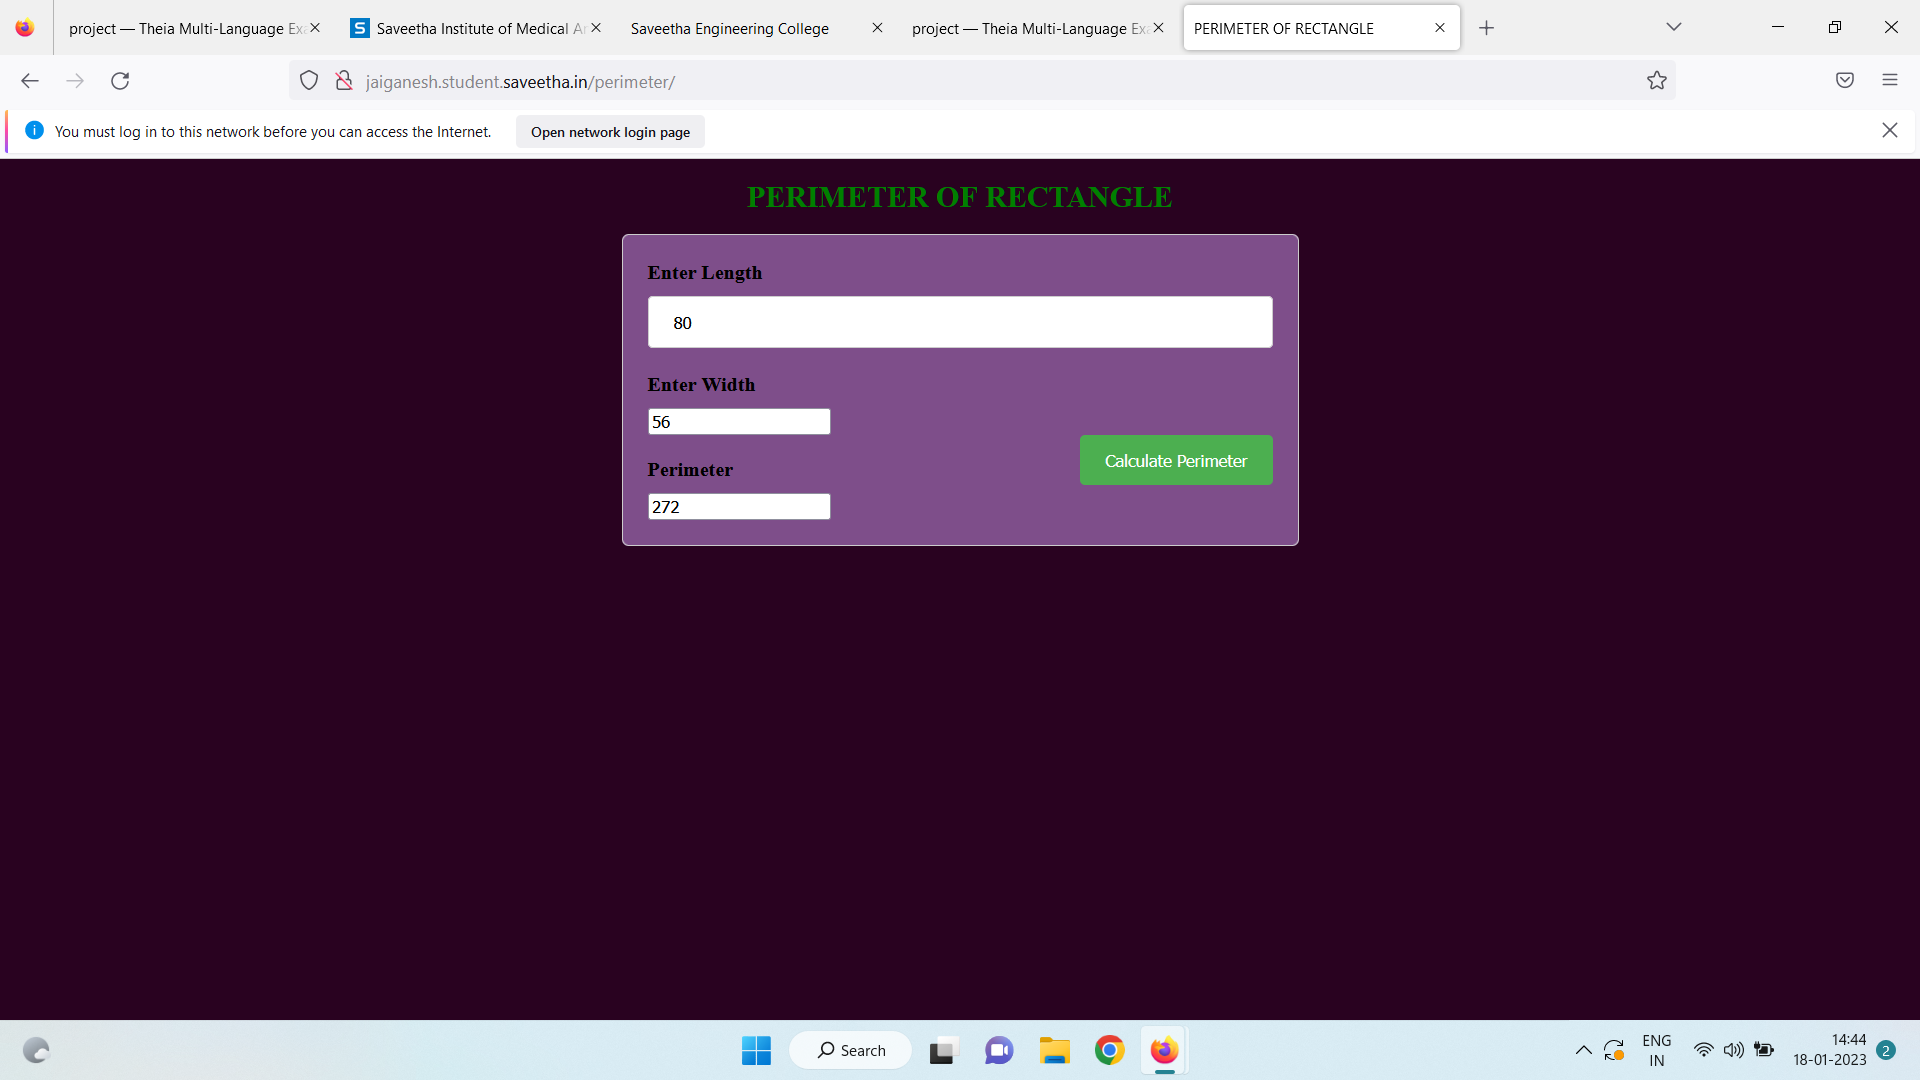 project — Theia Multi-Language Ex
Saveetha Institute of Medical A
Saveetha Engineering College
project — Theia Multi-Language Ex
PERIMETER OF RECTANGLE
jaiganesh.student.saveetha.in/perimeter/
You must log in to this network before you can access the Internet.
Open network login page
PERIMETER OF RECTANGLE
Enter Length
80
Enter Width
56
Calculate Perimeter
Perimeter
272
Search
ENG
IN
14:44
18-01-2023
2